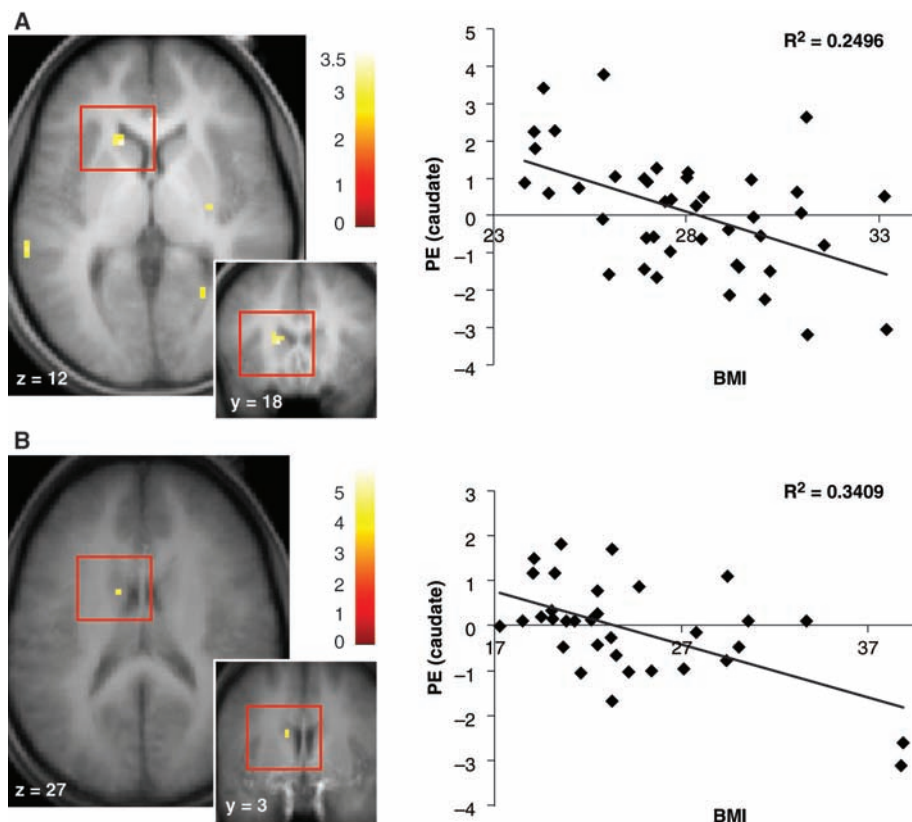 A
3.5
3
2
1
0
z = 12
y = 18
R² = 0.2496
5
4
3
2
1
0
−1
−2
−3
−4
23
28
33
PE (caudate)
BMI
B
5
4
3
2
1
0
z = 27
y = 3
R² = 0.3409
3
2
1
0
−1
−2
−3
−4
17
27
37
PE (caudate)
BMI